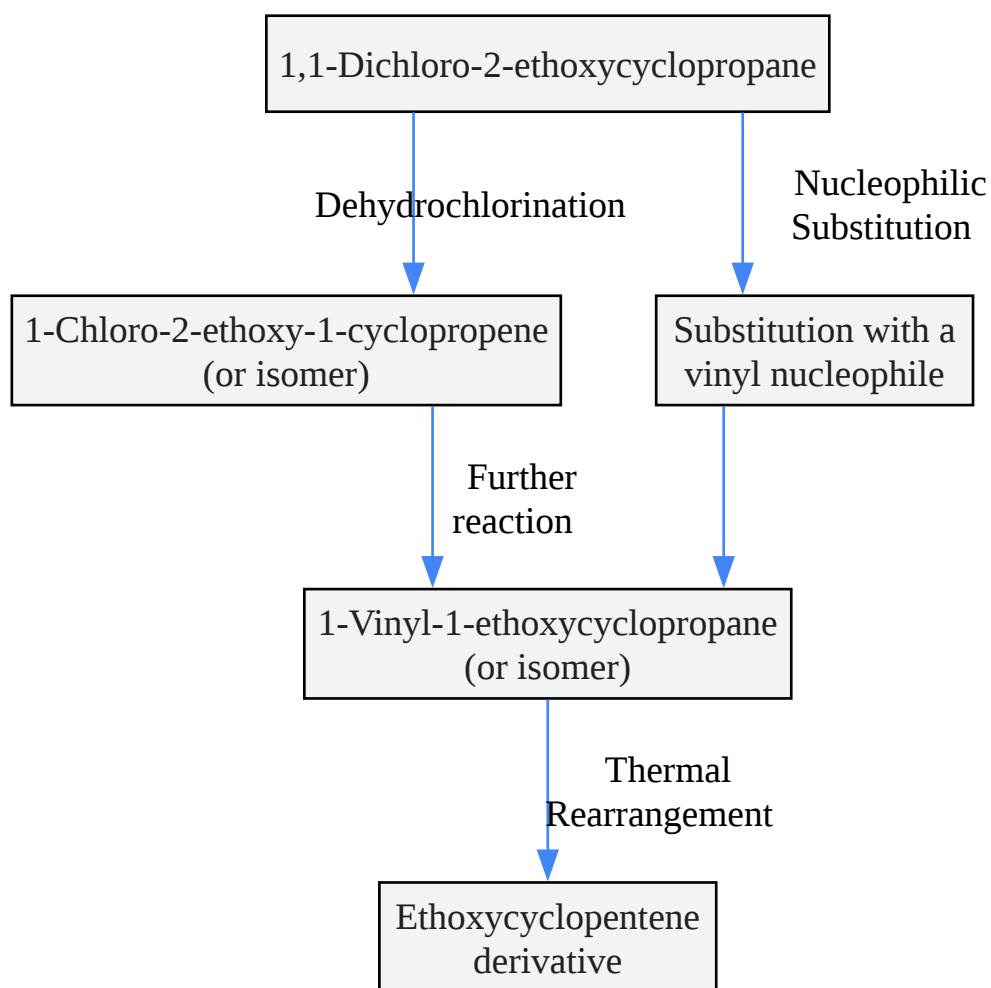 1,1-Dichloro-2-ethoxycyclopropane
Dehydrochlorination
Nucleophilic
Substitution
1-Chloro-2-ethoxy-1-cyclopropene
(or isomer)
Substitution with a
vinyl nucleophile
Further
reaction
1-Vinyl-1-ethoxycyclopropane
(or isomer)
Thermal
Rearrangement
Ethoxycyclopentene
derivative